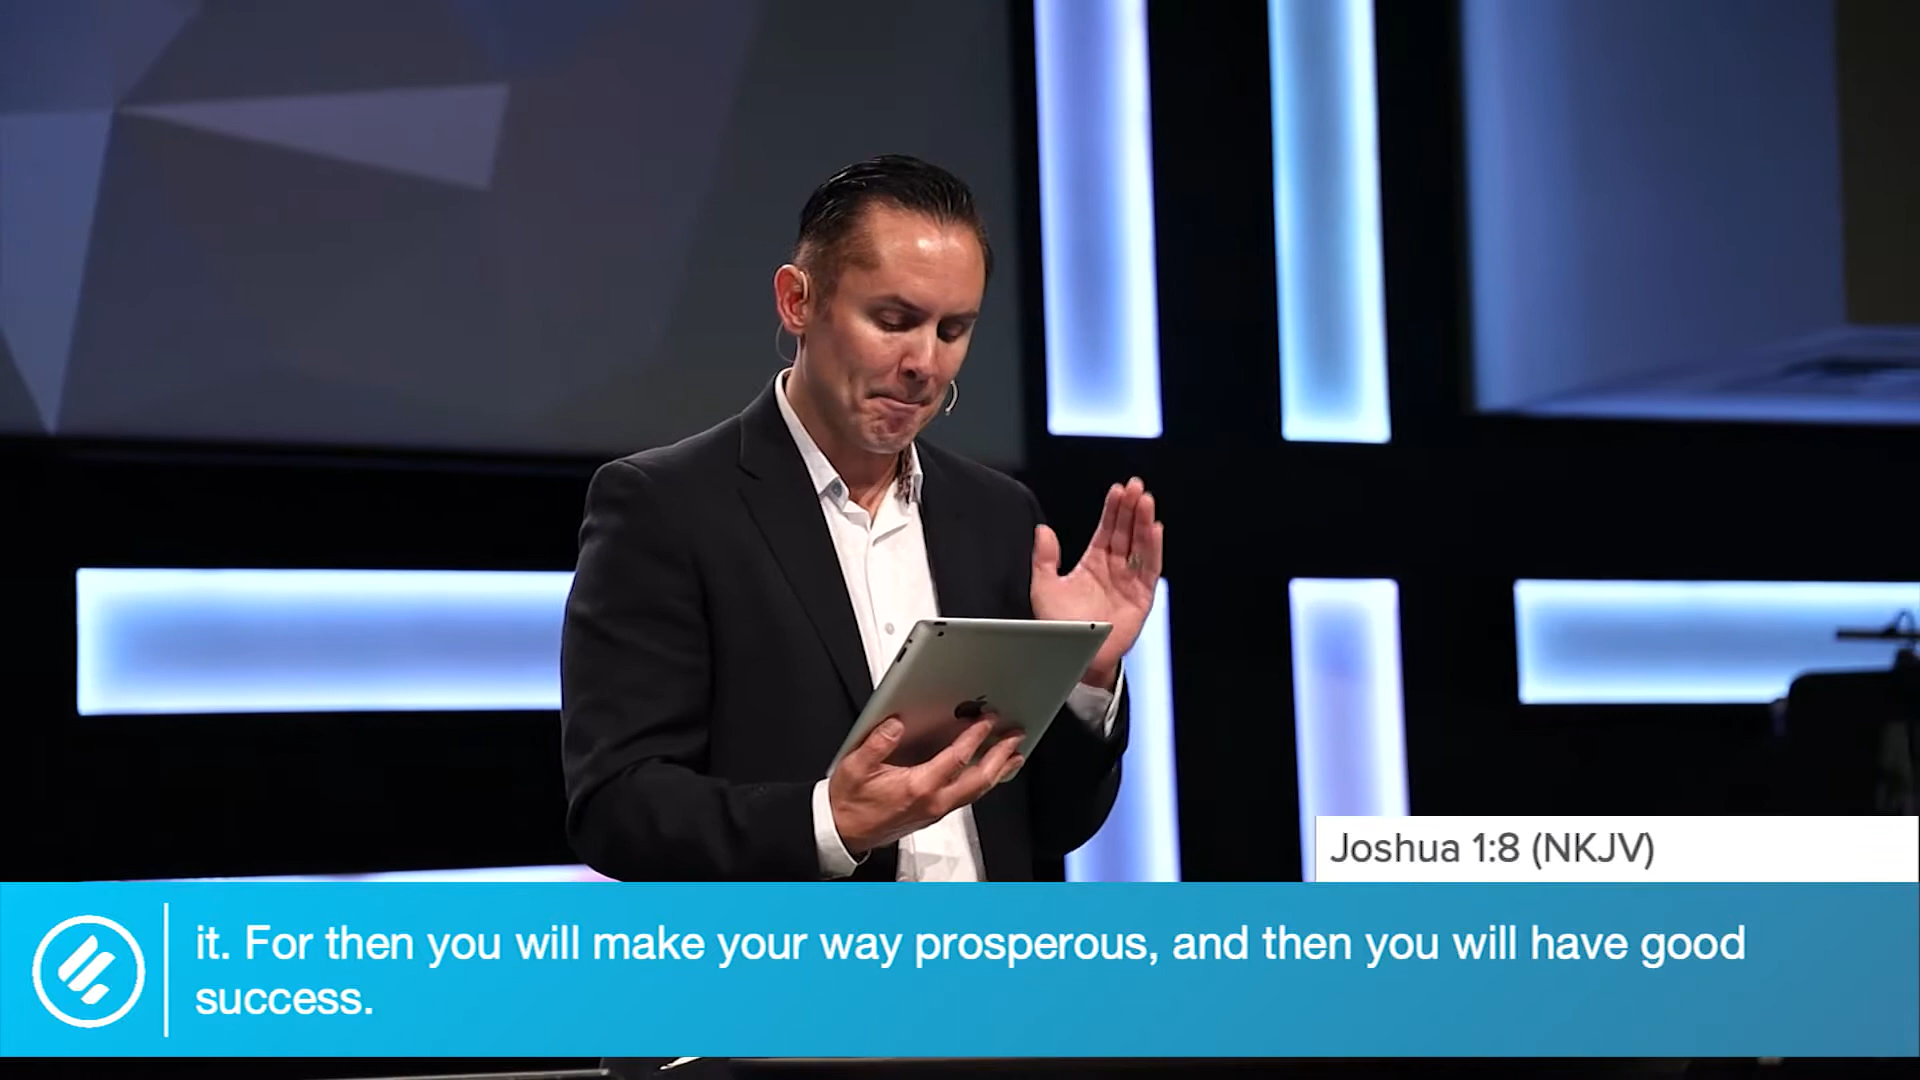 Joshua 1:8 (NKJV)
it. For then you will make your way prosperous, and then you will have good
success.